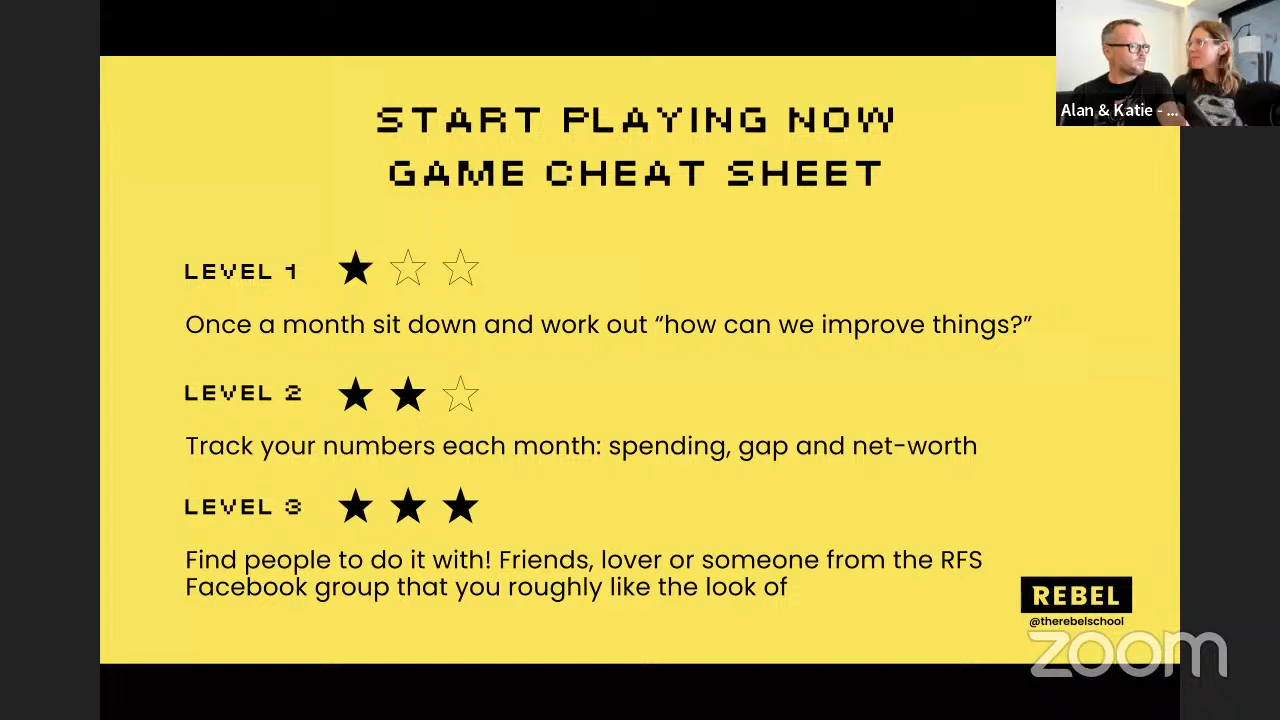 START PLAYING NOW
GAME CHEAT SHEET
LEVEL 1
Once a month sit down and work out “how can we improve things?”
LEVEL 2
Track your numbers each month: spending, gap and net-worth
LEVEL 3
Find people to do it with! Friends, lover or someone from the RFS
Facebook group that you roughly like the look of
REBEL
@therebelschool
zoom
Alan & Katie - ...